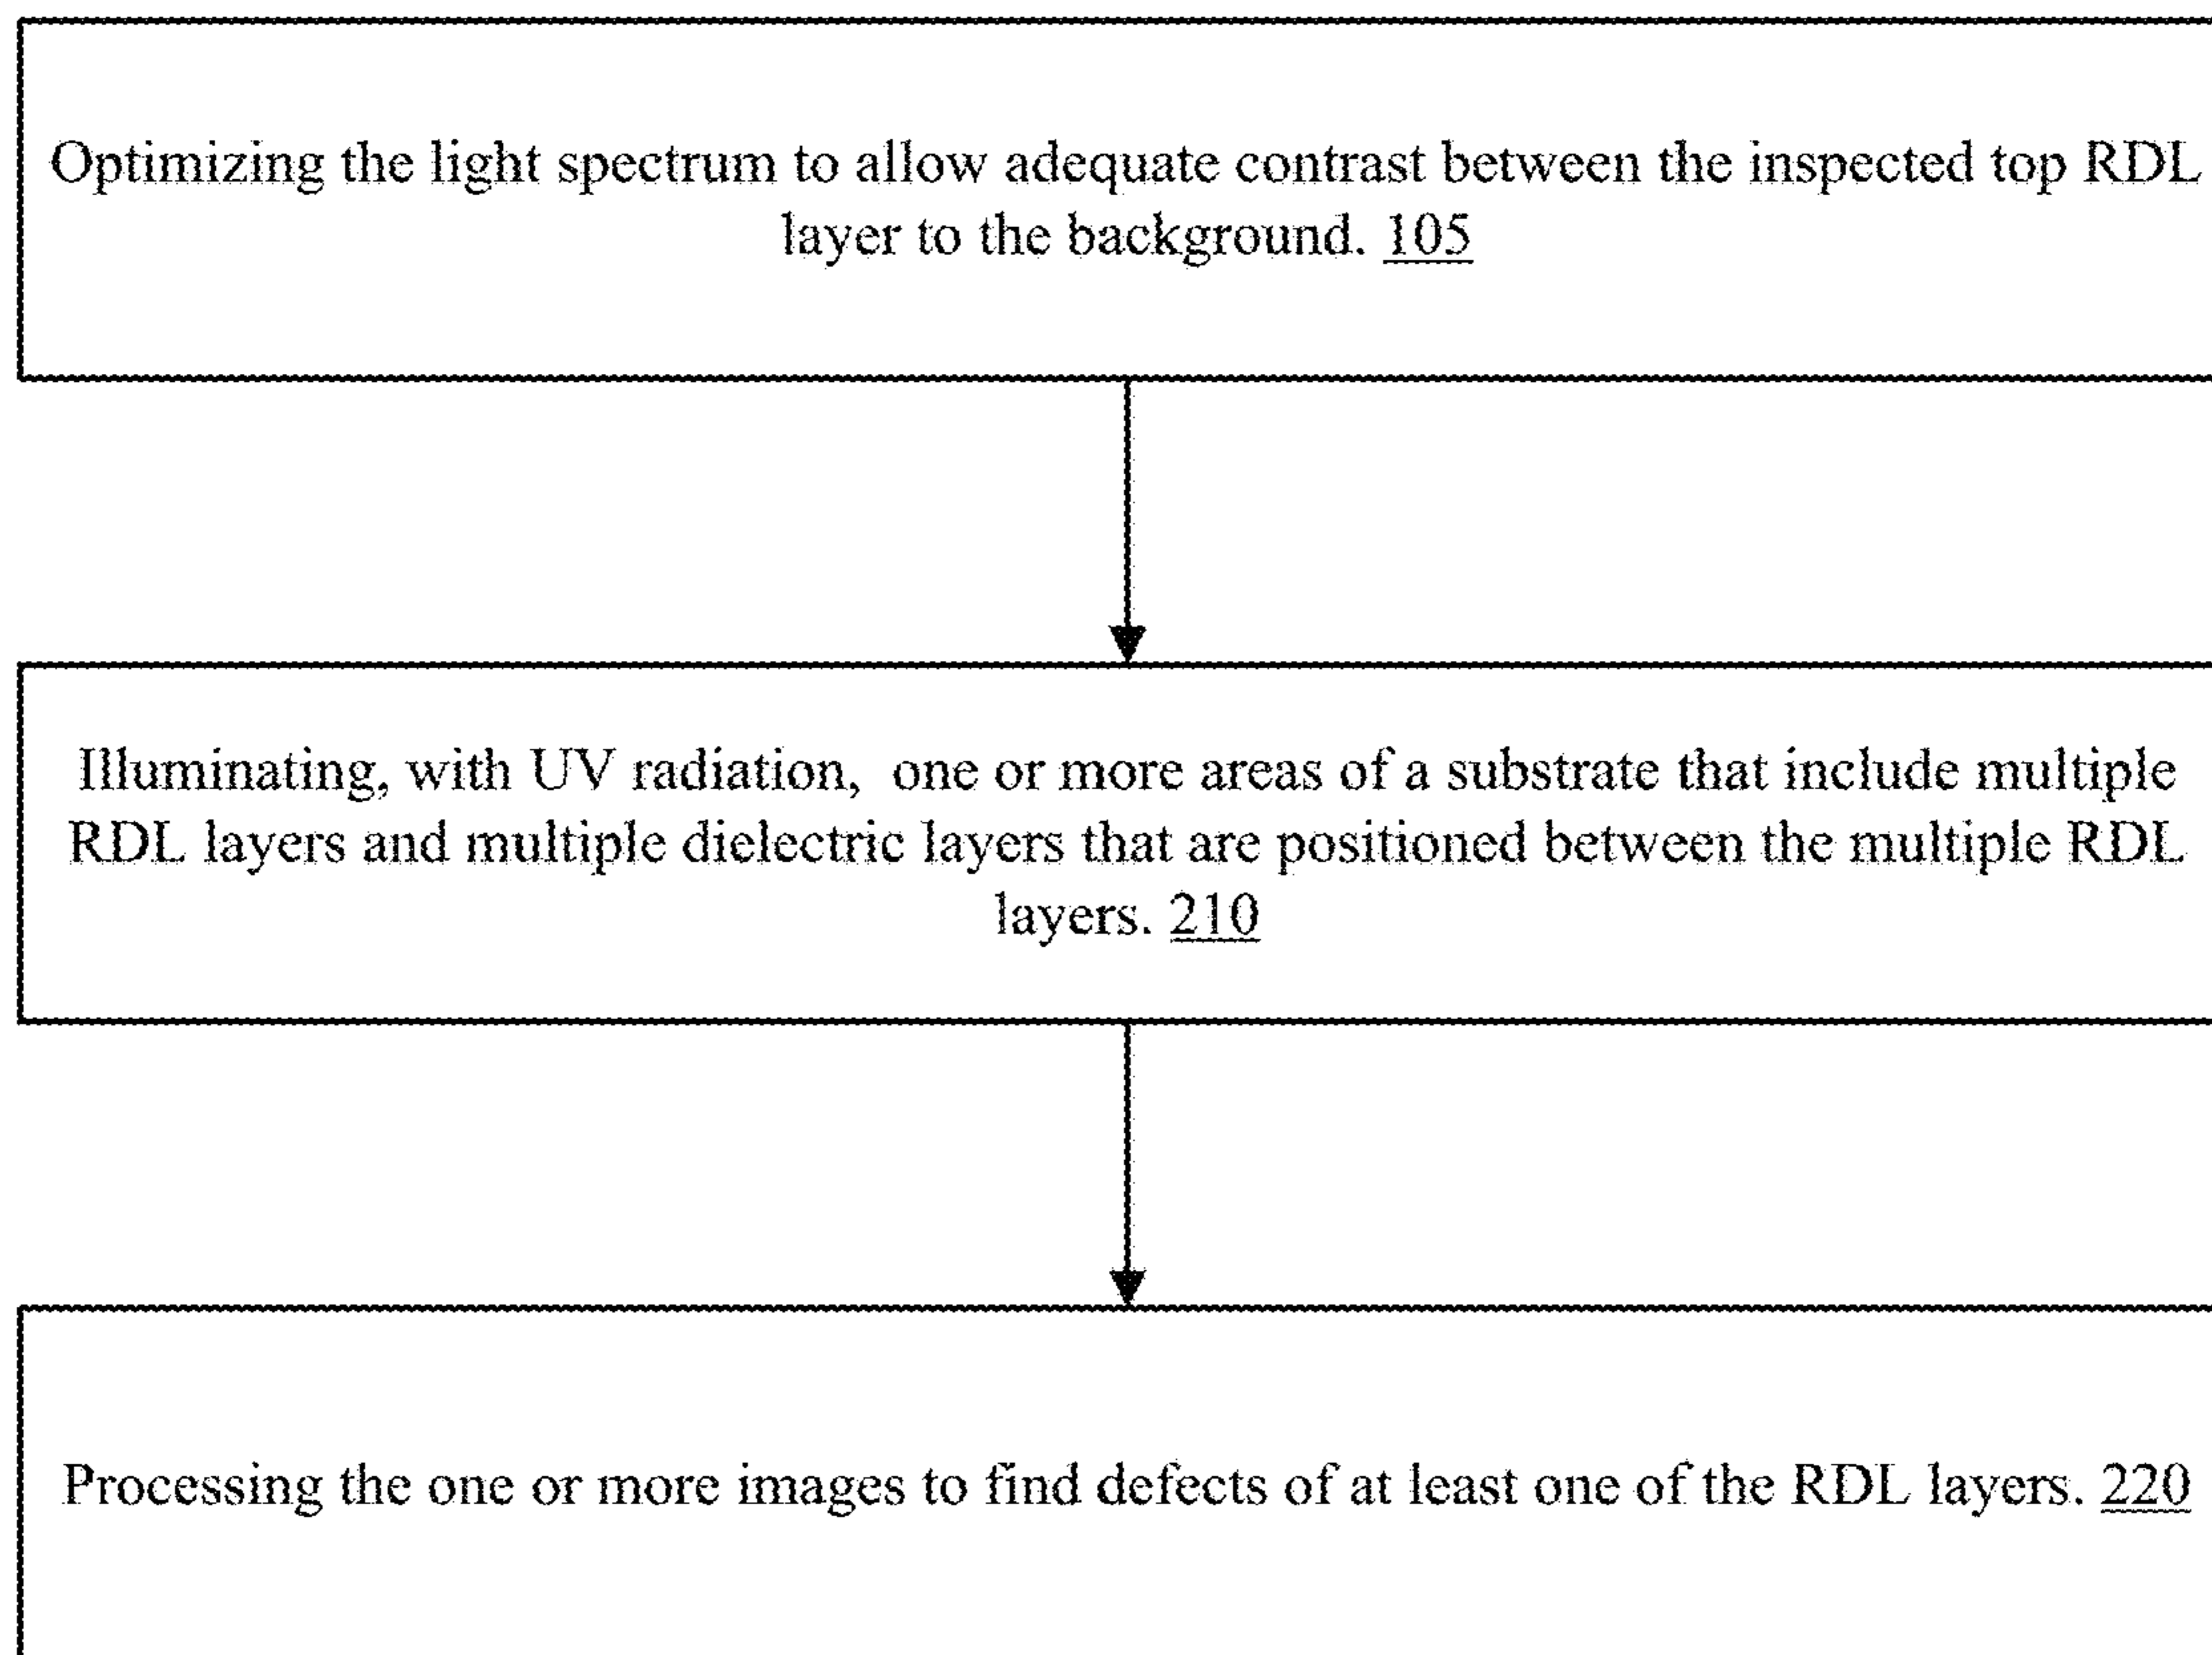 Optimizing the light spectrum to allow adequate contrast between the inspected top RDL
layer to the background. 105
Illuminating, with UV radiation, one or more areas of a substrate that include multiple
RDL layers and multiple dielectric layers that are positioned between the multiple RDL
layers. 210
Processing the one or more images to find defects of at least one of the RDL layers. 220